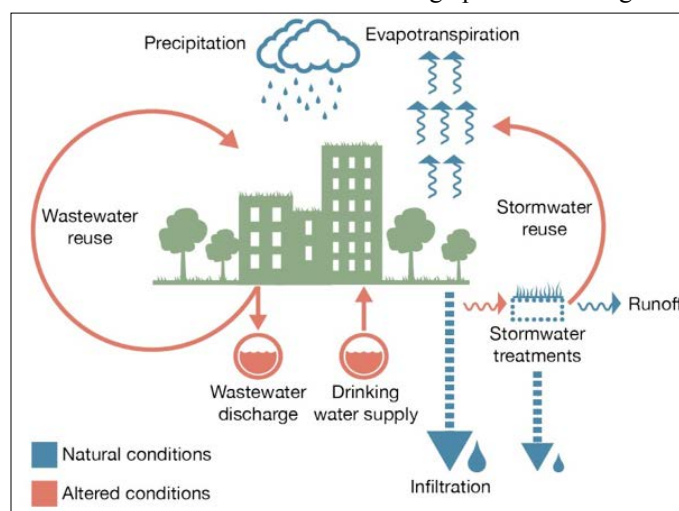 Precipitation
Evapotranspiration
Wastewater
reuse
Stormwater
reuse
Runoff
Stormwater
treatments
Wastewater
discharge
Drinking
water supply
Natural conditions
Altered conditions
Infiltration